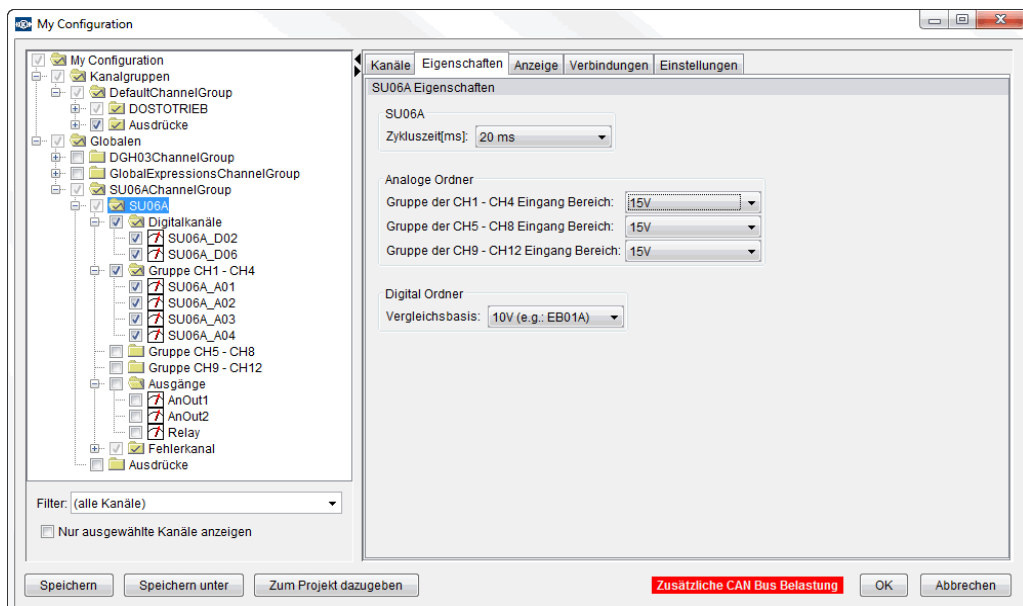 My Configuration
My Configuration
Kanalgruppen
DefaultChannelGroup
DOSTOTRIEB
Ausdrücke
Globalen
DGH03ChannelGroup
GlobalExpressionsChannelGroup
SU06AChannelGroup
SU06A
Digitalkanäle
SU06A_D02
SU06A_D06
Gruppe CH1 - CH4
SU06A_A01
SU06A_A02
SU06A_A03
SU06A_A04
Gruppe CH5 - CH8
Gruppe CH9 - CH12
Ausgänge
AnOut1
AnOut2
Relay
Fehlerkanal
Ausdrücke
Filter: (alle Kanäle)
Nur ausgewählte Kanäle anzeigen
Kanäle Eigenschaften Anzeige Verbindungen Einstellungen
SU06A Eigenschaften
SU06A
Zykluszeit[ms]: 20 ms
Analoge Ordner
Gruppe der CH1 - CH4 Eingang Bereich: 15V
Gruppe der CH5 - CH8 Eingang Bereich: 15V
Gruppe der CH9 - CH12 Eingang Bereich: 15V
Digital Ordner
Vergleichsbasis: 10V (e.g.: EB01A)
Speichern Speichern unter Zum Projekt dazugeben Zusätzliche CAN Bus Belastung OK Abbrechen